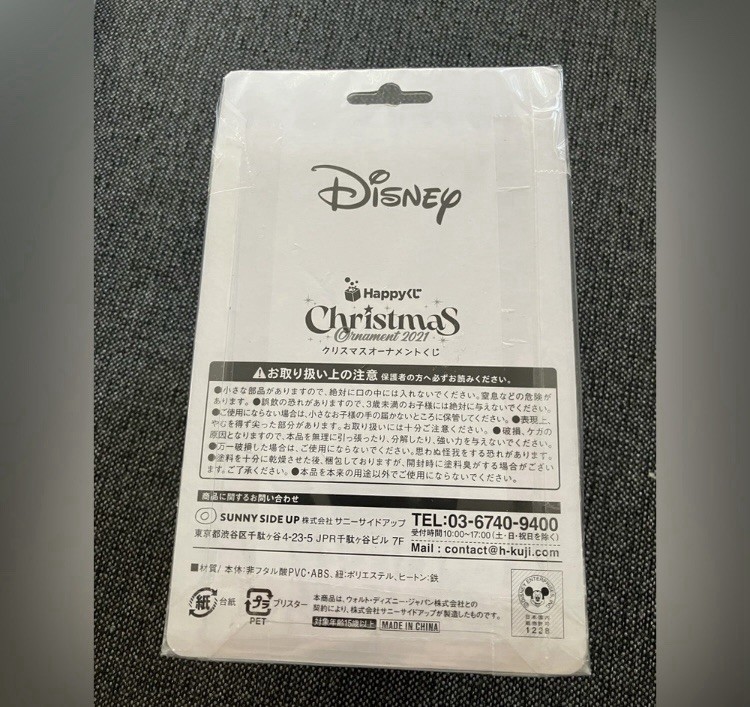 Disney
Happyくじ
Christmas
Ornament 2021
クリスマスオーナメントくじ
お取り扱い上の注意 保護者の方へ必ずお読みください。
●小さな部品がありますので、絶対に口の中には入れないでください。窒息などの危険が
あります。●誤飲の恐れがありますので、3歳未満のお子様には絶対に与えないでください。
●ご使用にならない場合は、小さなお子様の手の届かないところに保管してください。●表現上、
やむを得ず尖った部分があります。お取り扱いには十分ご注意ください。●破損、ケガの
原因となりますので、本品を無理に引っ張ったり、分解したり、強い力を与えないでください。
●万一破損した場合は、ご使用にならないでください。思わぬ怪我をする恐れがあります。
●塗料を十分に乾燥させた後、梱包しておりますが、開封時に塗料臭がする場合がござい
ます。ご了承ください。●本品を本来の用途以外でご使用にならないでください。
商品に関するお問い合わせ
SUNNY SIDE UP 株式会社 サニーサイドアップ
東京都渋谷区千駄ヶ谷4-23-5 JPR千駄ヶ谷ビル 7F
TEL:03-6740-9400
受付時間10:00~17:00(土・日・祝日を除く)
Mail : contact@h-kuji.com
■材質/本体:非フタル酸PVC・ABS、紐:ポリエステル、ヒートン:鉄
紙 台紙
プラ ブリスター
PET
本商品は、ウォルト・ディズニー・ジャパン株式会社との
契約により、株式会社サニーサイドアップが製造したものです。
対象年齢15歳以上 MADE IN CHINA
日本国内
販売許可
1228